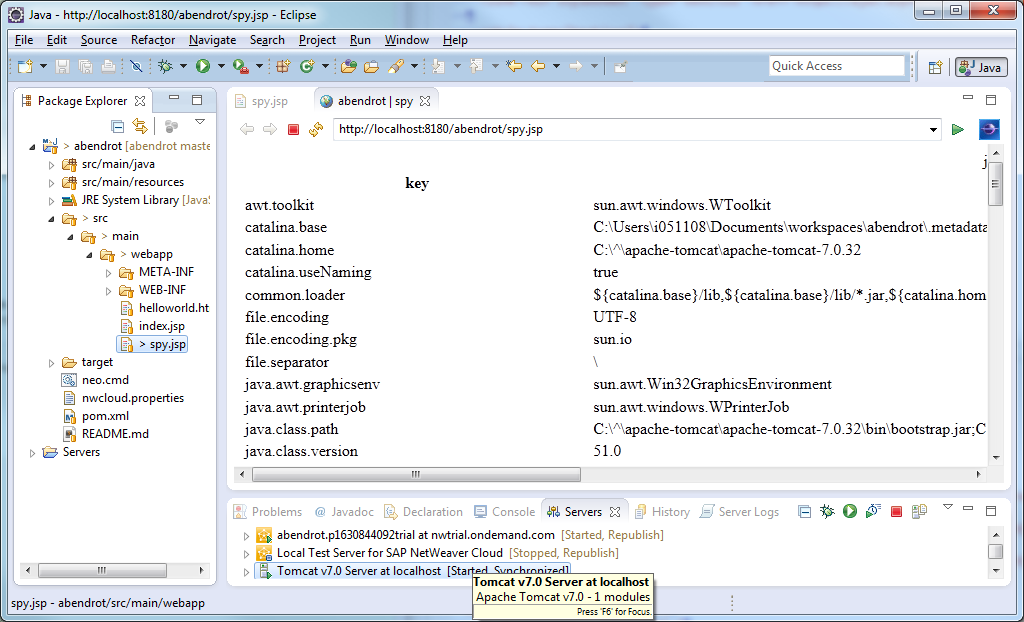 Java - http://localhost:8180/abendrot/spy.jsp - Eclipse
File Edit Source Refactor Navigate Search Project Run Window Help
Quick Access
Java
Package Explorer
> abendrot [abendrot maste
src/main/java
src/main/resources
JRE System Library [JavaS
> src
> main
> webapp
META-INF
WEB-INF
helloworld.ht
index.jsp
> spy.jsp
target
neo.cmd
nwcloud.properties
pom.xml
README.md
Servers
spy.jsp
abendrot | spy
http://localhost:8180/abendrot/spy.jsp
j
key
awt.toolkit sun.awt.windows.WToolkit
catalina.base C:\Users\i051108\Documents\workspaces\abendrot\.metadata
catalina.home C:\^\apache-tomcat-7.0.32
catalina.useNaming true
common.loader ${catalina.base}/lib,${catalina.base}/lib/*.jar,${catalina.hom
file.encoding UTF-8
file.encoding.pkg sun.io
file.separator \
java.awt.graphicsenv sun.awt.Win32GraphicsEnvironment
java.awt.printerjob sun.awt.windows.WPrinterJob
java.class.path C:\^\apache-tomcat\apache-tomcat-7.0.32\bin\bootstrap.jar;C
java.class.version 51.0
Problems @ Javadoc Declaration Console Servers History Server Logs
abendrot.p1630844092trial at nwtrial.ondemand.com [Started, Republish]
Local Test Server for SAP NetWeaver Cloud [Stopped, Republish]
Tomcat v7.0 Server at localhost [Started, Synchronized]
Tomcat v7.0 Server at localhost
Apache Tomcat v7.0 - 1 modules
Press 'F6' for Focus.
spy.jsp - abendrot/src/main/webapp